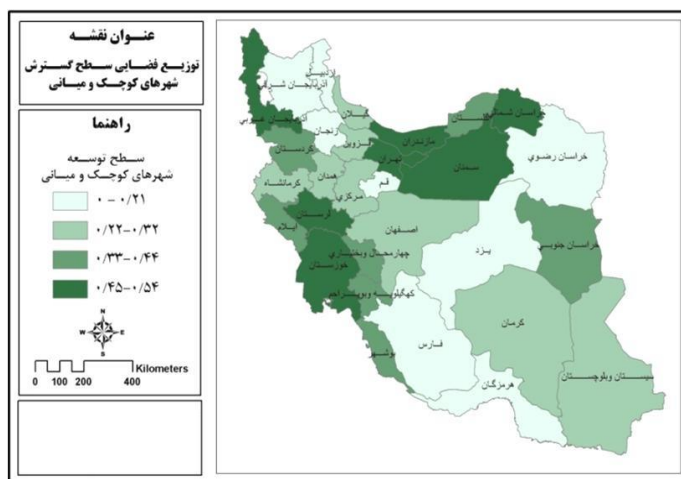 عنوان نقشه
توزیع فضایی سطح گسترش
شهرهای کوچک و میانی
راهنما
سطح توسعه
شهرهای کوچک و میانی
۰ - ۰/۲۱
۰/۲۲-۰/۳۲
۰/۳۳-۰/۴۴
۰/۴۵-۰/۵۴
N
W E
S
Kilometers
0 100 200 400
اردبیل
آذربایجان شرقی
آذربایجان غربی
گیلان
زنجان
کردستان
قزوین
مازندران
تهران
گلستان
خراسان شمالی
خراسان رضوی
سمنان
قم
همدان
کرمانشاه
مرکزی
لرستان
ایلام
اصفهان
یزد
خراسان جنوبی
چهارمحال وبختیاری
خوزستان
کهگیلویه وبویراحمد
فارس
کرمان
بوشهر
هرمزگان
سیستان وبلوچستان